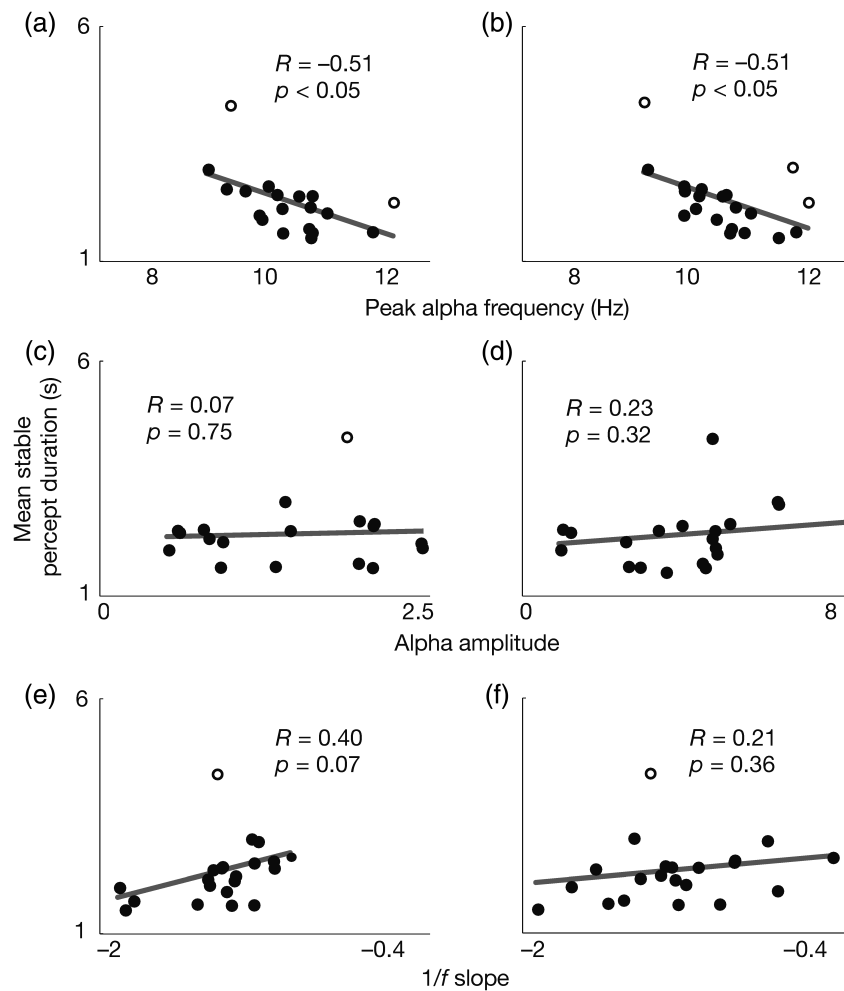 (a)
6
R = –0.51
p < 0.05
1
8 10 12
(b)
R = –0.51
p < 0.05
8 10 12
Peak alpha frequency (Hz)
Mean stable
percept duration (s)
(c)
6
R = 0.07
p = 0.75
1
0 2.5
(d)
R = 0.23
p = 0.32
0 8
Alpha amplitude
(e)
6
R = 0.40
p = 0.07
1
–2 –0.4
(f)
R = 0.21
p = 0.36
–2 –0.4
1/f slope